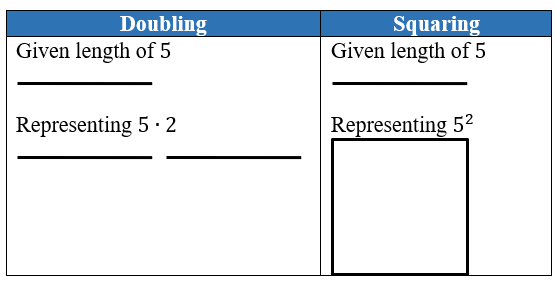 Doubling
Given length of 5
Representing 5 · 2
Squaring
Given length of 5
Representing 5²